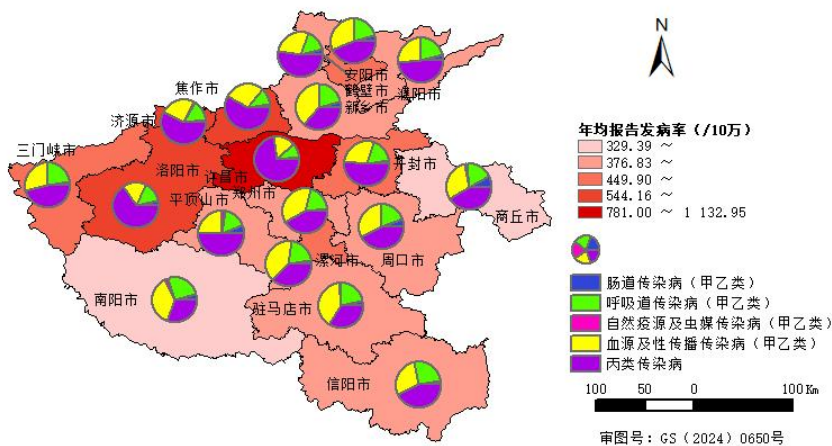 N
安阳市
鹤壁市
濮阳市
新乡市
焦作市
济源市
三门峡市
洛阳市
许昌市
郑州市
开封市
平顶山市
商丘市
漯河市
周口市
南阳市
驻马店市
信阳市
年均报告发病率（/10万）
329.39 ～
376.83 ～
449.90 ～
544.16 ～
781.00 ～ 1 132.95
肠道传染病（甲乙类）
呼吸道传染病（甲乙类）
自然疫源及虫媒传染病（甲乙类）
血源及性传播传染病（甲乙类）
丙类传染病
100 50 0 100 Km
审图号：GS（2024）0650号